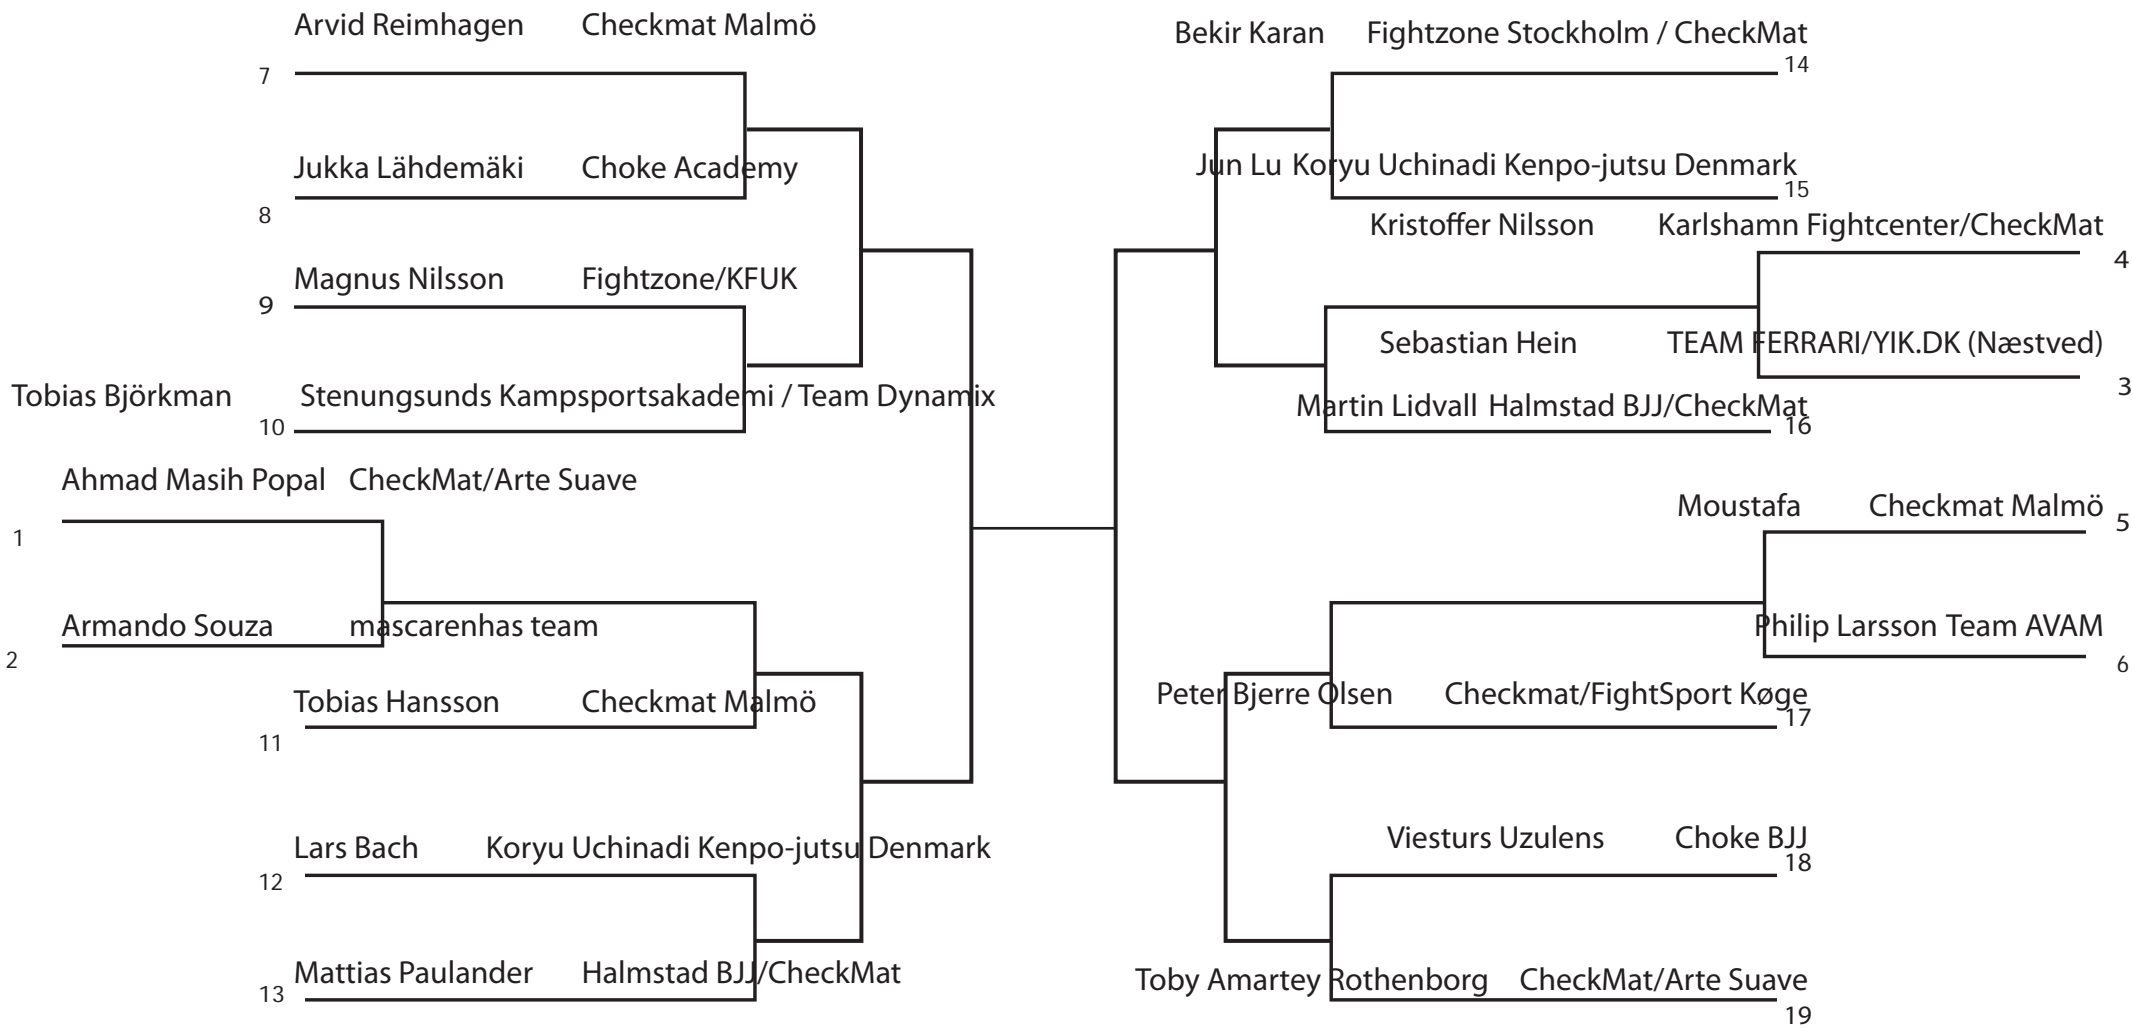 Arvid Reimhagen Checkmat Malmö
7
Jukka Lähdemäki Choke Academy
8
Magnus Nilsson Fightzone/KFUK
9
Tobias Björkman Stenungsunds Kampsportsakademi / Team Dynamix
10
Ahmad Masih Popal CheckMat/Arte Suave
1
Armando Souza mascarenhas team
2
Tobias Hansson Checkmat Malmö
11
Lars Bach Koryu Uchinadi Kenpo-jutsu Denmark
12
Mattias Paulander Halmstad BJJ/CheckMat
13
Bekir Karan Fightzone Stockholm / CheckMat
14
Jun Lu Koryu Uchinadi Kenpo-jutsu Denmark
15
Kristoffer Nilsson Karlshamn Fightcenter/CheckMat
4
Sebastian Hein TEAM FERRARI/YIK.DK (Næstved)
3
Martin Lidvall Halmstad BJJ/CheckMat
16
Moustafa Checkmat Malmö
5
Philip Larsson Team AVAM
6
Peter Bjerre Olsen Checkmat/FightSport Køge
17
Viesturs Uzulens Choke BJJ
18
Toby Amartey Rothenborg CheckMat/Arte Suave
19